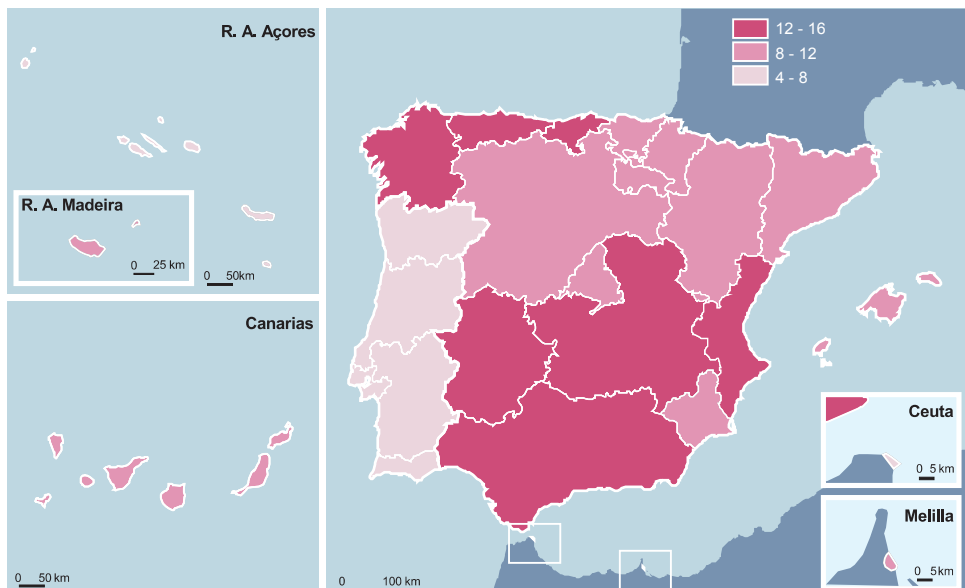 R. A. Açores
R. A. Madeira
0 25 km
0 50km
Canarias
0 50 km
12 - 16
8 - 12
4 - 8
Ceuta
0 5 km
Melilla
0 5km
0 100 km